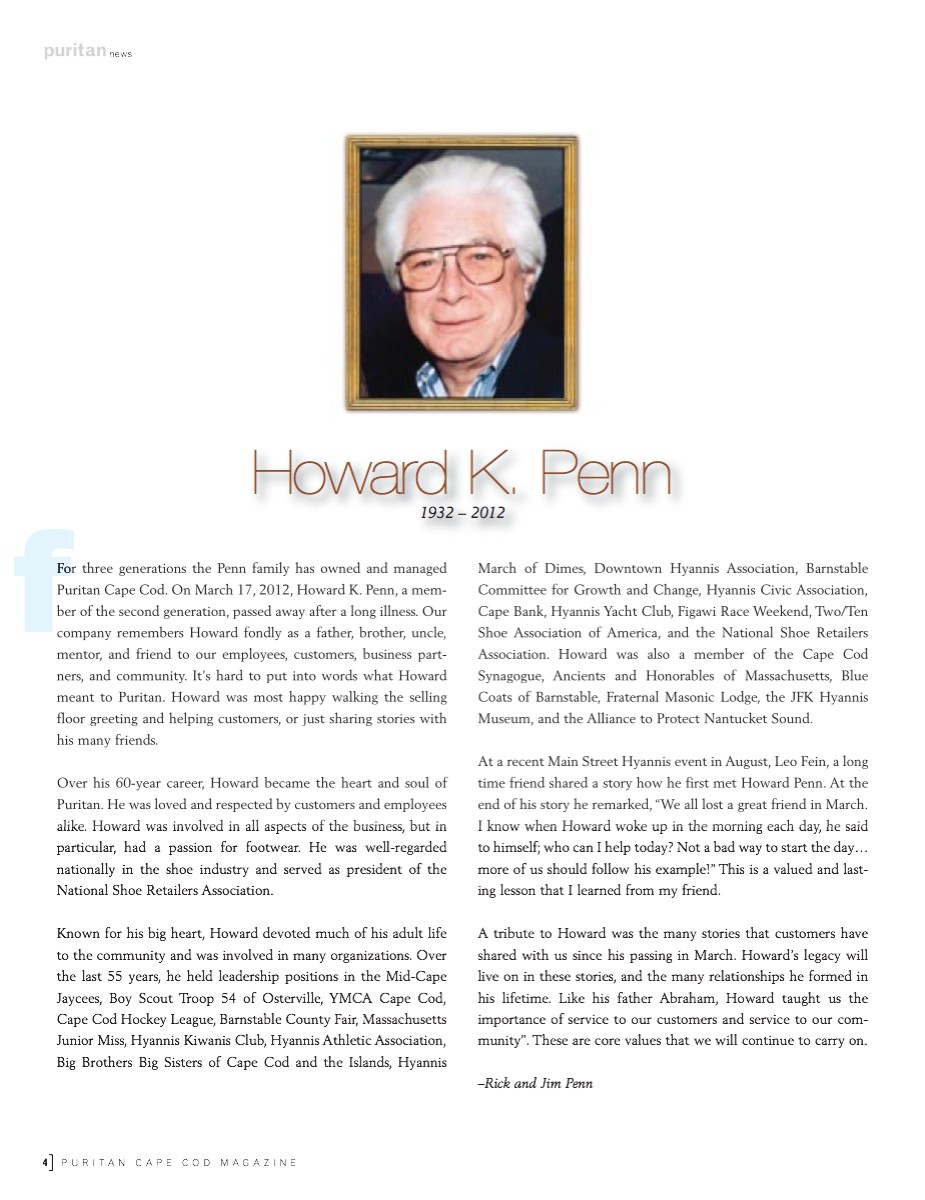 puritan news
Howard K. Penn
1932 – 2012
For three generations the Penn family has owned and managed
Puritan Cape Cod. On March 17, 2012, Howard K. Penn, a mem-
ber of the second generation, passed away after a long illness. Our
company remembers Howard fondly as a father, brother, uncle,
mentor, and friend to our employees, customers, business part-
ners, and community. It's hard to put into words what Howard
meant to Puritan. Howard was most happy walking the selling
floor greeting and helping customers, or just sharing stories with
his many friends.
Over his 60-year career, Howard became the heart and soul of
Puritan. He was loved and respected by customers and employees
alike. Howard was involved in all aspects of the business, but in
particular, had a passion for footwear. He was well-regarded
nationally in the shoe industry and served as president of the
National Shoe Retailers Association.
Known for his big heart, Howard devoted much of his adult life
to the community and was involved in many organizations. Over
the last 55 years, he held leadership positions in the Mid-Cape
Jaycees, Boy Scout Troop 54 of Osterville, YMCA Cape Cod,
Cape Cod Hockey League, Barnstable County Fair, Massachusetts
Junior Miss, Hyannis Kiwanis Club, Hyannis Athletic Association,
Big Brothers Big Sisters of Cape Cod and the Islands, Hyannis
March of Dimes, Downtown Hyannis Association, Barnstable
Committee for Growth and Change, Hyannis Civic Association,
Cape Bank, Hyannis Yacht Club, Figawi Race Weekend, Two/Ten
Shoe Association of America, and the National Shoe Retailers
Association. Howard was also a member of the Cape Cod
Synagogue, Ancients and Honorables of Massachusetts, Blue
Coats of Barnstable, Fraternal Masonic Lodge, the JFK Hyannis
Museum, and the Alliance to Protect Nantucket Sound.
At a recent Main Street Hyannis event in August, Leo Fein, a long
time friend shared a story how he first met Howard Penn. At the
end of his story he remarked, "We all lost a great friend in March.
I know when Howard woke up in the morning each day, he said
to himself; who can I help today? Not a bad way to start the day…
more of us should follow his example!" This is a valued and last-
ing lesson that I learned from my friend.
A tribute to Howard was the many stories that customers have
shared with us since his passing in March. Howard's legacy will
live on in these stories, and the many relationships he formed in
his lifetime. Like his father Abraham, Howard taught us the
importance of service to our customers and service to our com-
munity". These are core values that we will continue to carry on.
–Rick and Jim Penn
4] PURITAN CAPE COD MAGAZINE